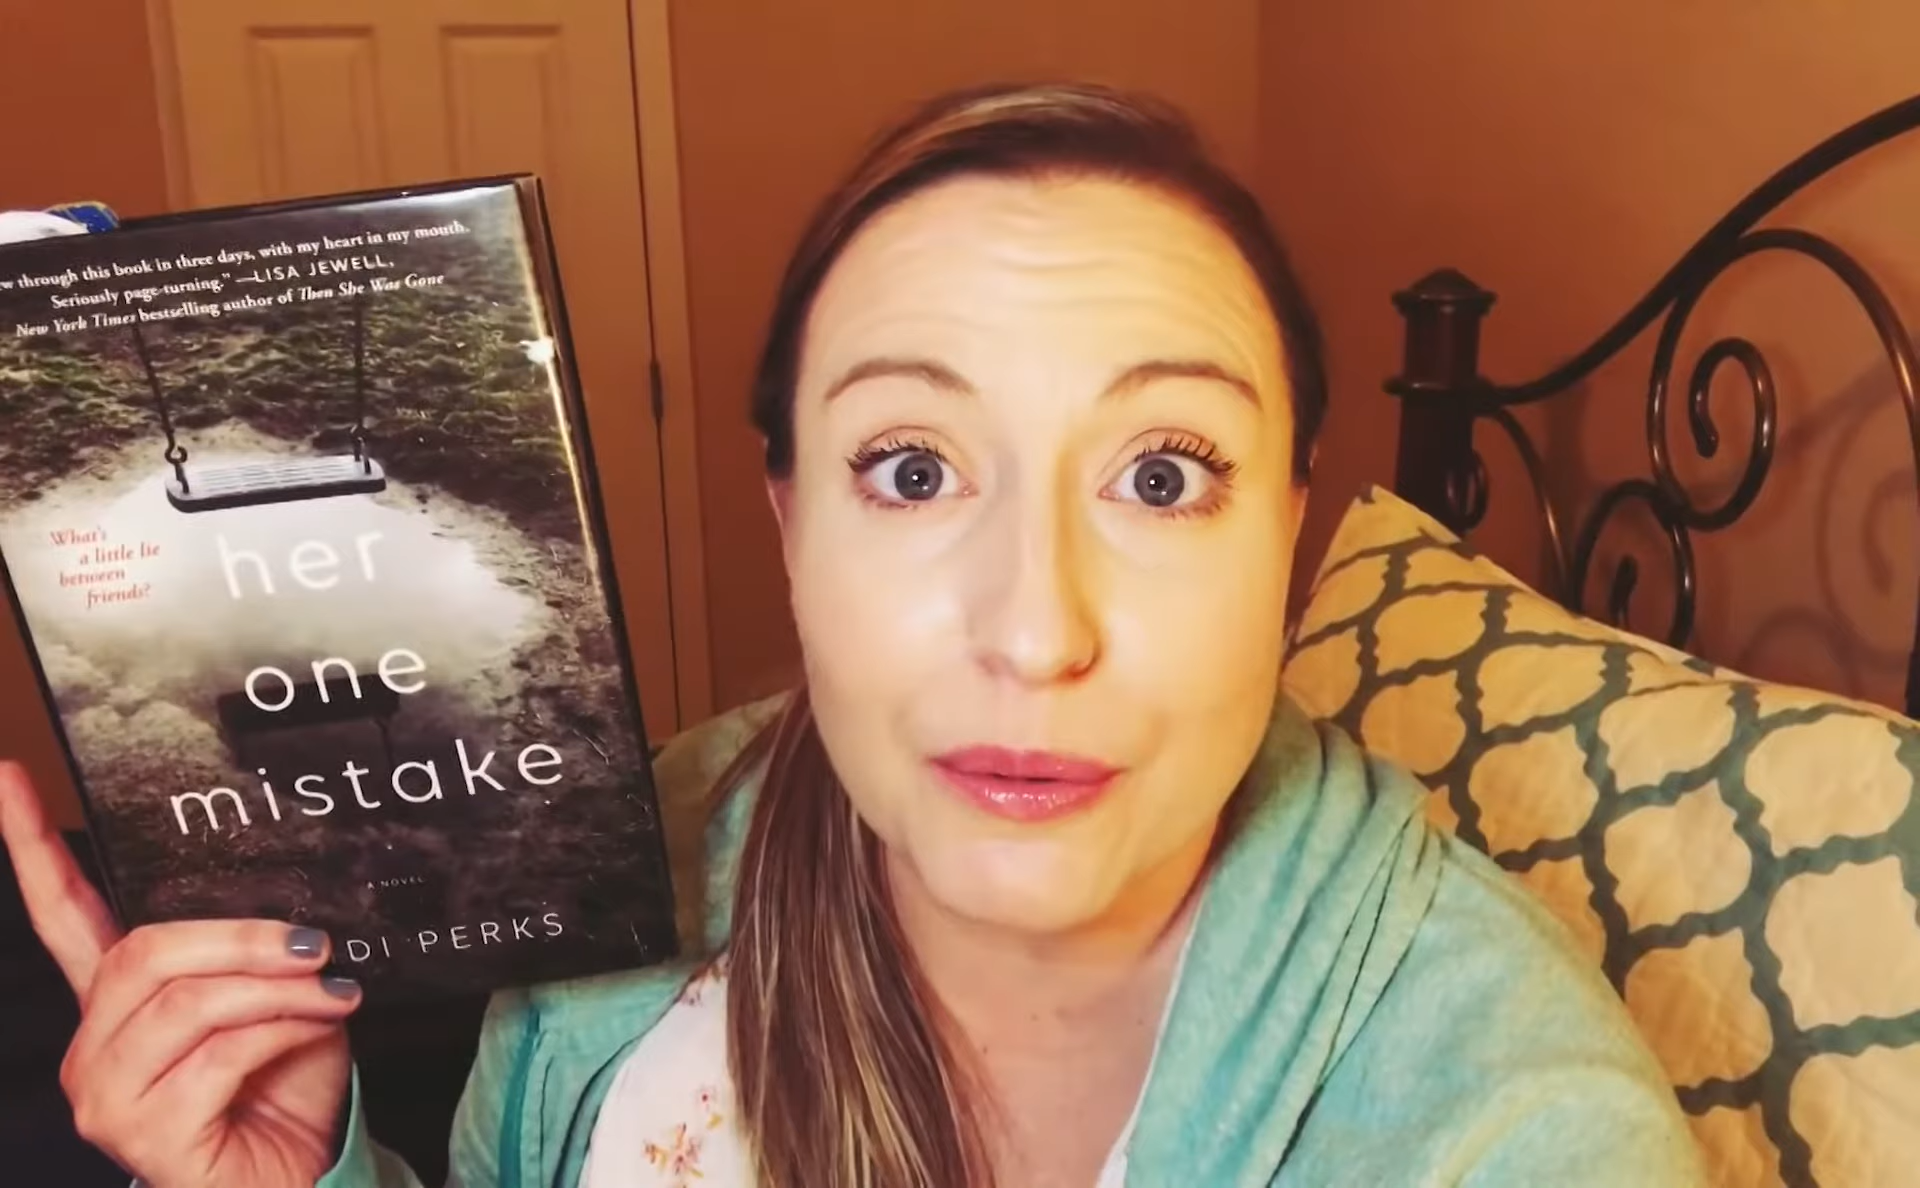 through this book in three days, with my heart in my mouth.
Seriously page-turning." —LISA JEWELL,
New York Times bestselling author of Then She Was Gone
What's
a little lie
between
friends?
her
one
mistake
A NOVEL
DI PERKS